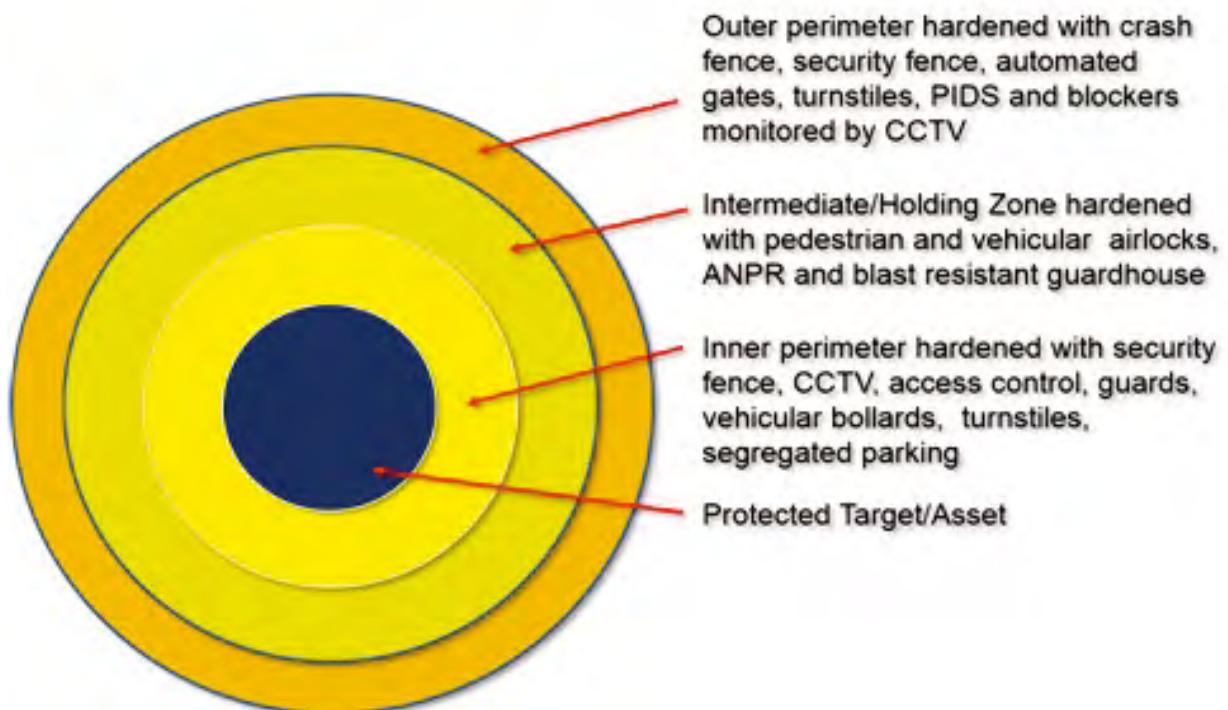 Outer perimeter hardened with crash
fence, security fence, automated
gates, turnstiles, PIDS and blockers
monitored by CCTV
Intermediate/Holding Zone hardened
with pedestrian and vehicular airlocks,
ANPR and blast resistant guardhouse
Inner perimeter hardened with security
fence, CCTV, access control, guards,
vehicular bollards, turnstiles,
segregated parking
Protected Target/Asset